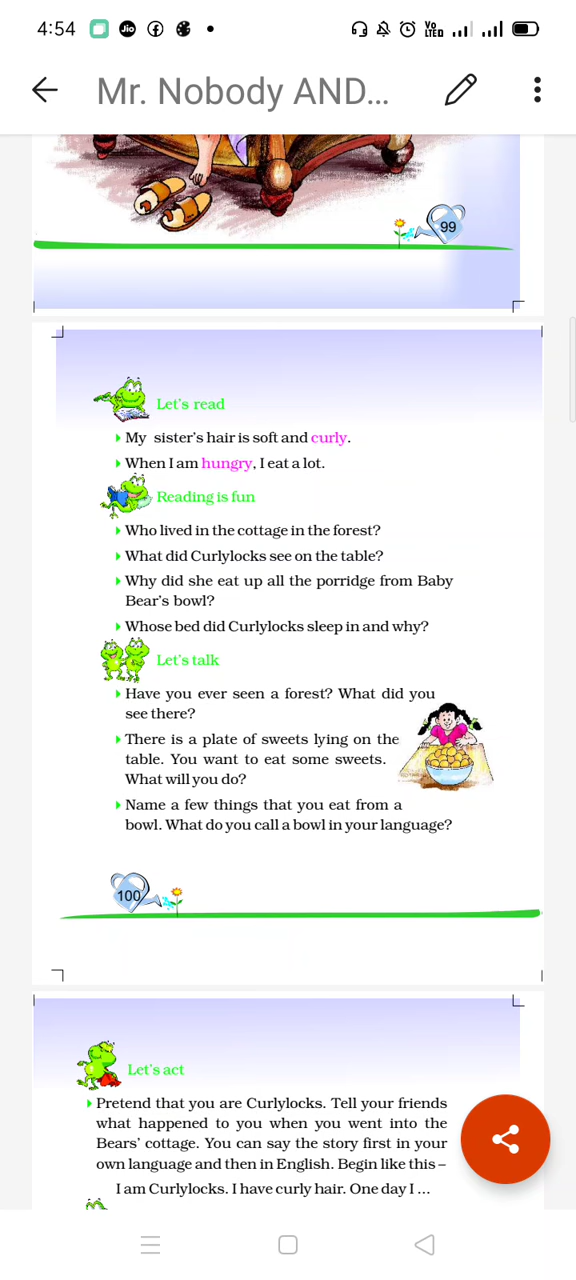 4:54
Jio
Vo
LTED
Mr. Nobody AND...
99
Let's read
My sister's hair is soft and curly.
When I am hungry, I eat a lot.
Reading is fun
Who lived in the cottage in the forest?
What did Curlylocks see on the table?
Why did she eat up all the porridge from Baby
Bear's bowl?
Whose bed did Curlylocks sleep in and why?
Let's talk
Have you ever seen a forest? What did you
see there?
There is a plate of sweets lying on the
table. You want to eat some sweets.
What will you do?
Name a few things that you eat from a
bowl. What do you call a bowl in your language?
100
Let's act
Pretend that you are Curlylocks. Tell your friends
what happened to you when you went into the
Bears' cottage. You can say the story first in your
own language and then in English. Begin like this –
I am Curlylocks. I have curly hair. One day I ...